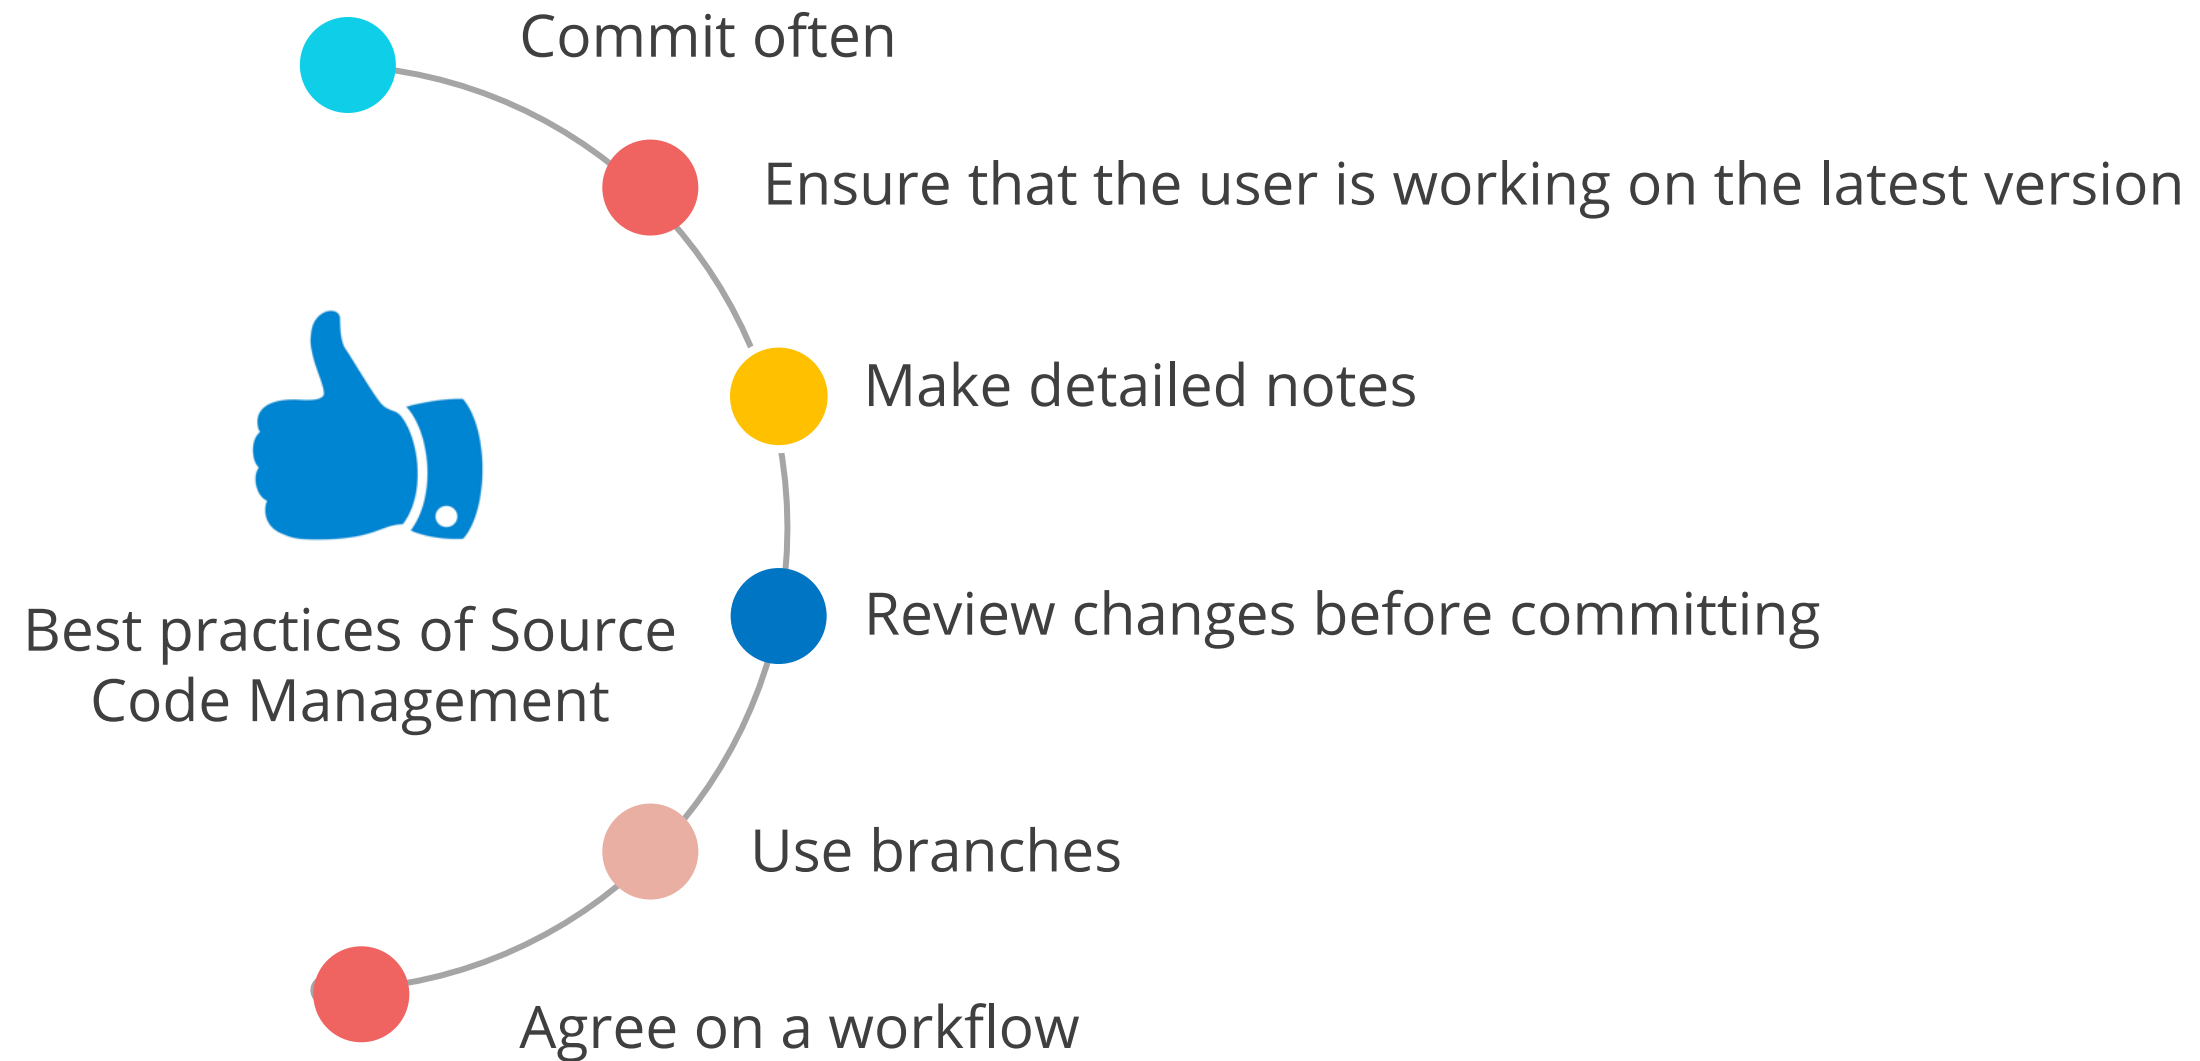 Commit often
Ensure that the user is working on the latest version
Make detailed notes
Review changes before committing
Best practices of Source
Code Management
Use branches
Agree on a workflow